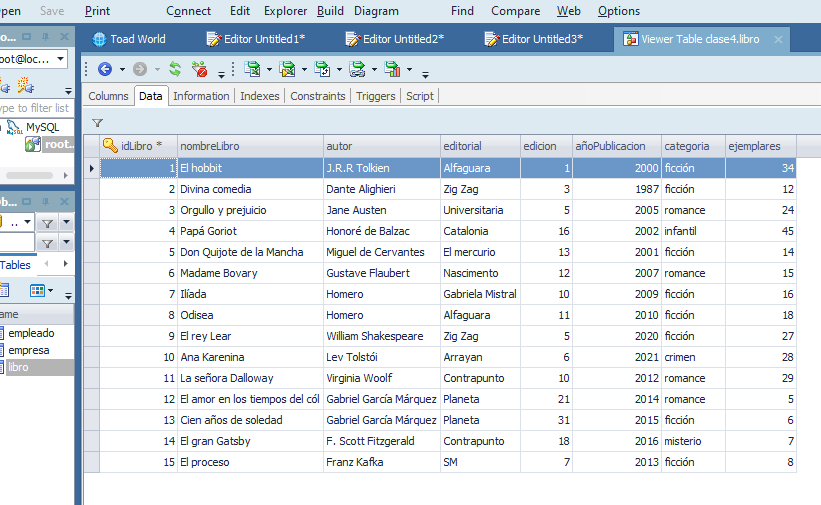 Open Save Print Connect Edit Explorer Build Diagram Find Compare Web Options
Toad World Editor Untitled1* Editor Untitled2* Editor Untitled3* Viewer Table clase4.libro
oot@loc...
ype to filter list
MySQL
root..
Tables
ame
empleado
empresa
libro
Columns Data Information Indexes Constraints Triggers Script
idLibro * nombreLibro autor editorial edicion añoPublicacion categoria ejemplares
1 El hobbit J.R.R Tolkien Alfaguara 1 2000 ficción 34
2 Divina comedia Dante Alighieri Zig Zag 3 1987 ficción 12
3 Orgullo y prejuicio Jane Austen Universitaria 5 2005 romance 24
4 Papá Goriot Honoré de Balzac Catalonia 16 2002 infantil 45
5 Don Quijote de la Mancha Miguel de Cervantes El mercurio 13 2001 ficción 14
6 Madame Bovary Gustave Flaubert Nascimento 12 2007 romance 15
7 Ilíada Homero Gabriela Mistral 10 2009 ficción 16
8 Odisea Homero Alfaguara 11 2010 ficción 18
9 El rey Lear William Shakespeare Zig Zag 5 2020 ficción 27
10 Ana Karenina Lev Tolstói Arrayan 6 2021 crimen 28
11 La señora Dalloway Virginia Woolf Contrapunto 10 2012 romance 29
12 El amor en los tiempos del cól Gabriel García Márquez Planeta 21 2014 romance 5
13 Cien años de soledad Gabriel García Márquez Planeta 31 2015 ficción 6
14 El gran Gatsby F. Scott Fitzgerald Contrapunto 18 2016 misterio 7
15 El proceso Franz Kafka SM 7 2013 ficción 8